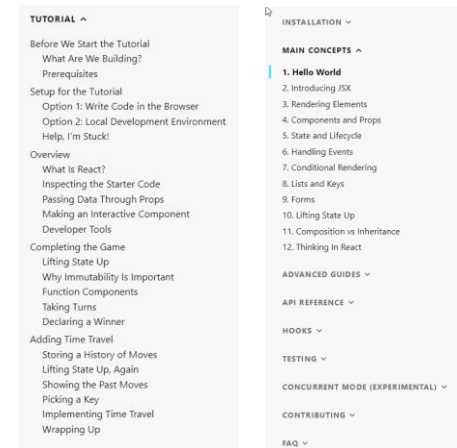 TUTORIAL
Before We Start the Tutorial
What Are We Building?
Prerequisites
Setup for the Tutorial
Option 1: Write Code in the Browser
Option 2: Local Development Environment
Help, I'm Stuck!
Overview
What Is React?
Inspecting the Starter Code
Passing Data Through Props
Making an Interactive Component
Developer Tools
Completing the Game
Lifting State Up
Why Immutability Is Important
Function Components
Taking Turns
Declaring a Winner
Adding Time Travel
Storing a History of Moves
Lifting State Up, Again
Showing the Past Moves
Picking a Key
Implementing Time Travel
Wrapping Up
INSTALLATION
MAIN CONCEPTS
1. Hello World
2. Introducing JSX
3. Rendering Elements
4. Components and Props
5. State and Lifecycle
6. Handling Events
7. Conditional Rendering
8. Lists and Keys
9. Forms
10. Lifting State Up
11. Composition vs Inheritance
12. Thinking In React
ADVANCED GUIDES
API REFERENCE
HOOKS
TESTING
CONCURRENT MODE (EXPERIMENTAL)
CONTRIBUTING
FAQ